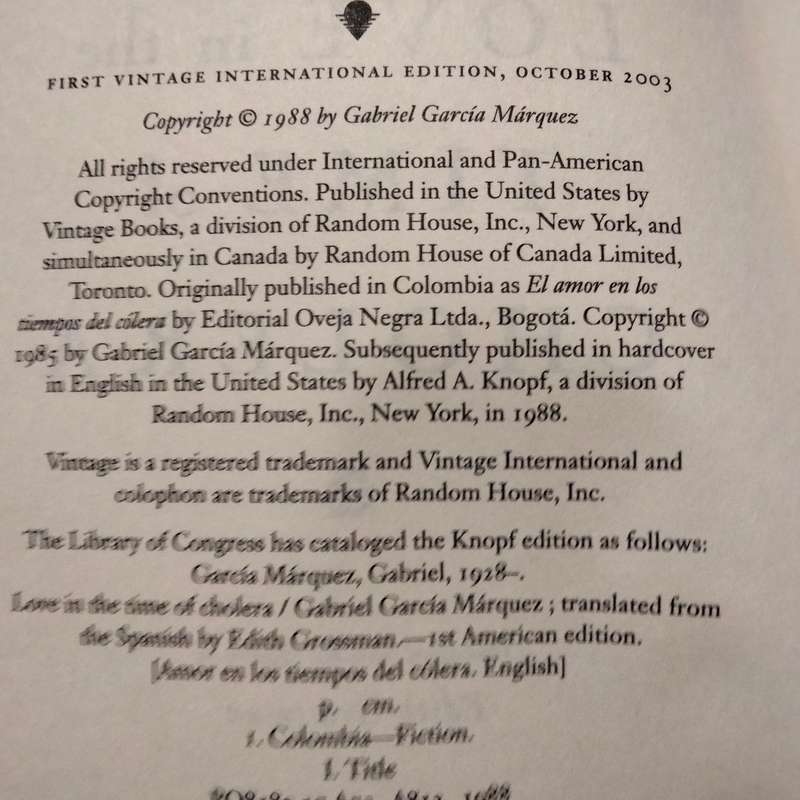 FIRST VINTAGE INTERNATIONAL EDITION, OCTOBER 2003
Copyright © 1988 by Gabriel García Márquez
All rights reserved under International and Pan-American
Copyright Conventions. Published in the United States by
Vintage Books, a division of Random House, Inc., New York, and
simultaneously in Canada by Random House of Canada Limited,
Toronto. Originally published in Colombia as El amor en los
tiempos del cólera by Editorial Oveja Negra Ltda., Bogotá. Copyright ©
1985 by Gabriel García Márquez. Subsequently published in hardcover
in English in the United States by Alfred A. Knopf, a division of
Random House, Inc., New York, in 1988.
Vintage is a registered trademark and Vintage International and
colophon are trademarks of Random House, Inc.
The Library of Congress has cataloged the Knopf edition as follows:
García Márquez, Gabriel, 1928–.
Love in the time of cholera / Gabriel García Márquez ; translated from
the Spanish by Edith Grossman.—1st American edition.
[Amor en los tiempos del cólera. English]
p. cm.
1. Colombia—Fiction.
I. Title